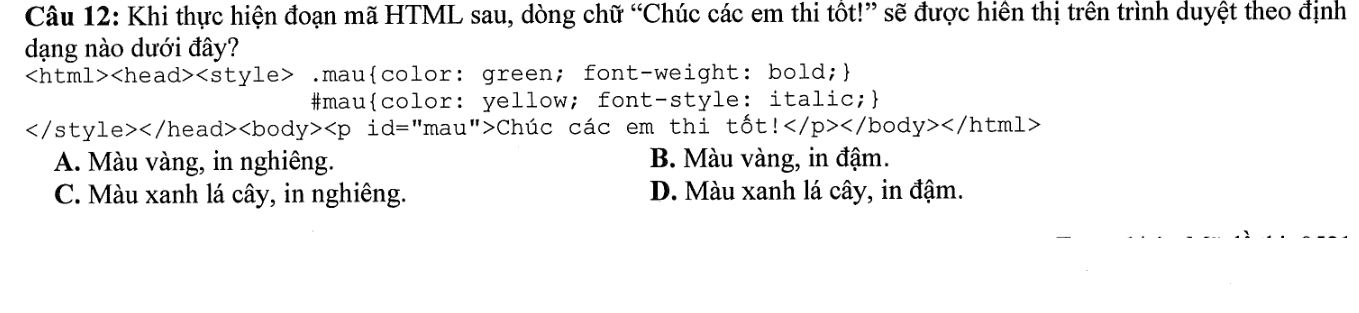 Câu 12: Khi thực hiện đoạn mã HTML sau, dòng chữ “Chúc các em thi tốt!” sẽ được hiển thị trên trình duyệt theo định
dạng nào dưới đây?
<html><head><style> .mau{color: green; font-weight: bold;}
#mau{color: yellow; font-style: italic;}
</style></head><body><p id="mau">Chúc các em thi tốt!</p></body></html>
A. Màu vàng, in nghiêng. B. Màu vàng, in đậm.
C. Màu xanh lá cây, in nghiêng. D. Màu xanh lá cây, in đậm.